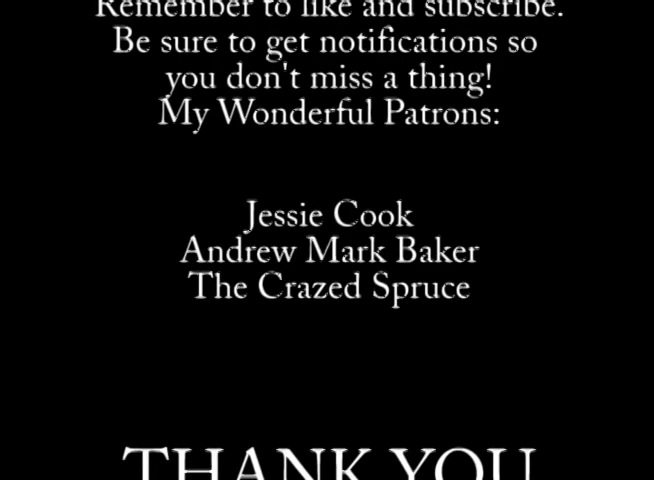 Remember to like and subscribe.
Be sure to get notifications so
you don't miss a thing!
My Wonderful Patrons:
Jessie Cook
Andrew Mark Baker
The Crazed Spruce
THANK YOU